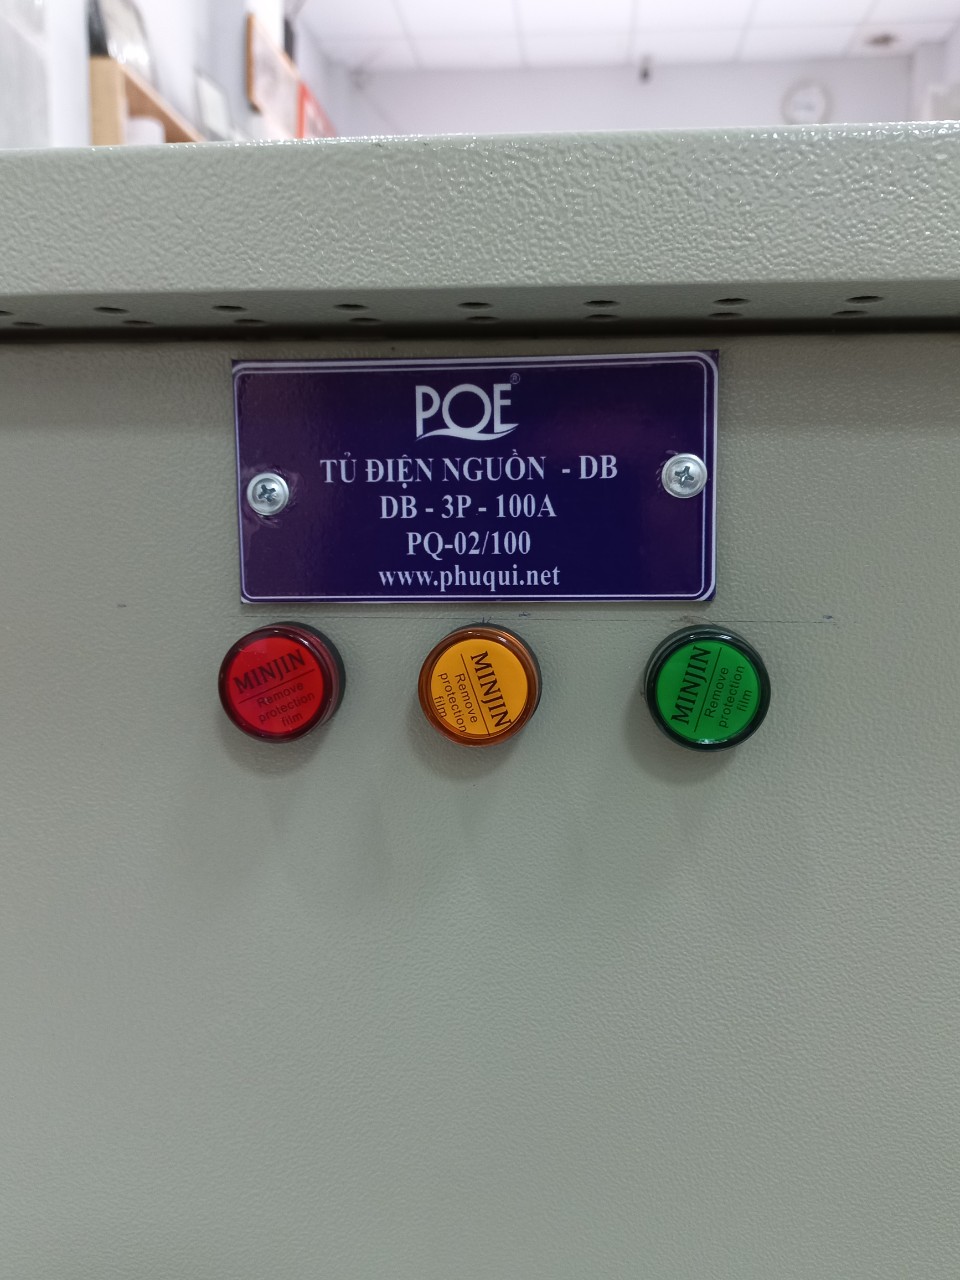 PQE®
TỦ ĐIỆN NGUỒN - DB
DB - 3P - 100A
PQ-02/100
www.phuqui.net
MINJIN
Remove
protection
film
MINJIN
Remove
protection
film
MINJIN
Remove
protection
film